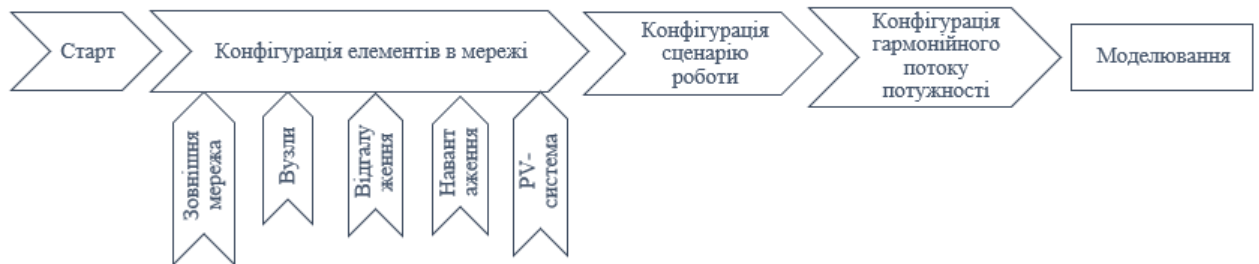 Старт
Конфігурація елементів в мережі
Конфігурація
сценарію
роботи
Конфігурація
гармонійного
потоку
потужності
Моделювання
Зовнішня
мережа
Вузли
Відгалу
ження
Навант
аження
PV-
система